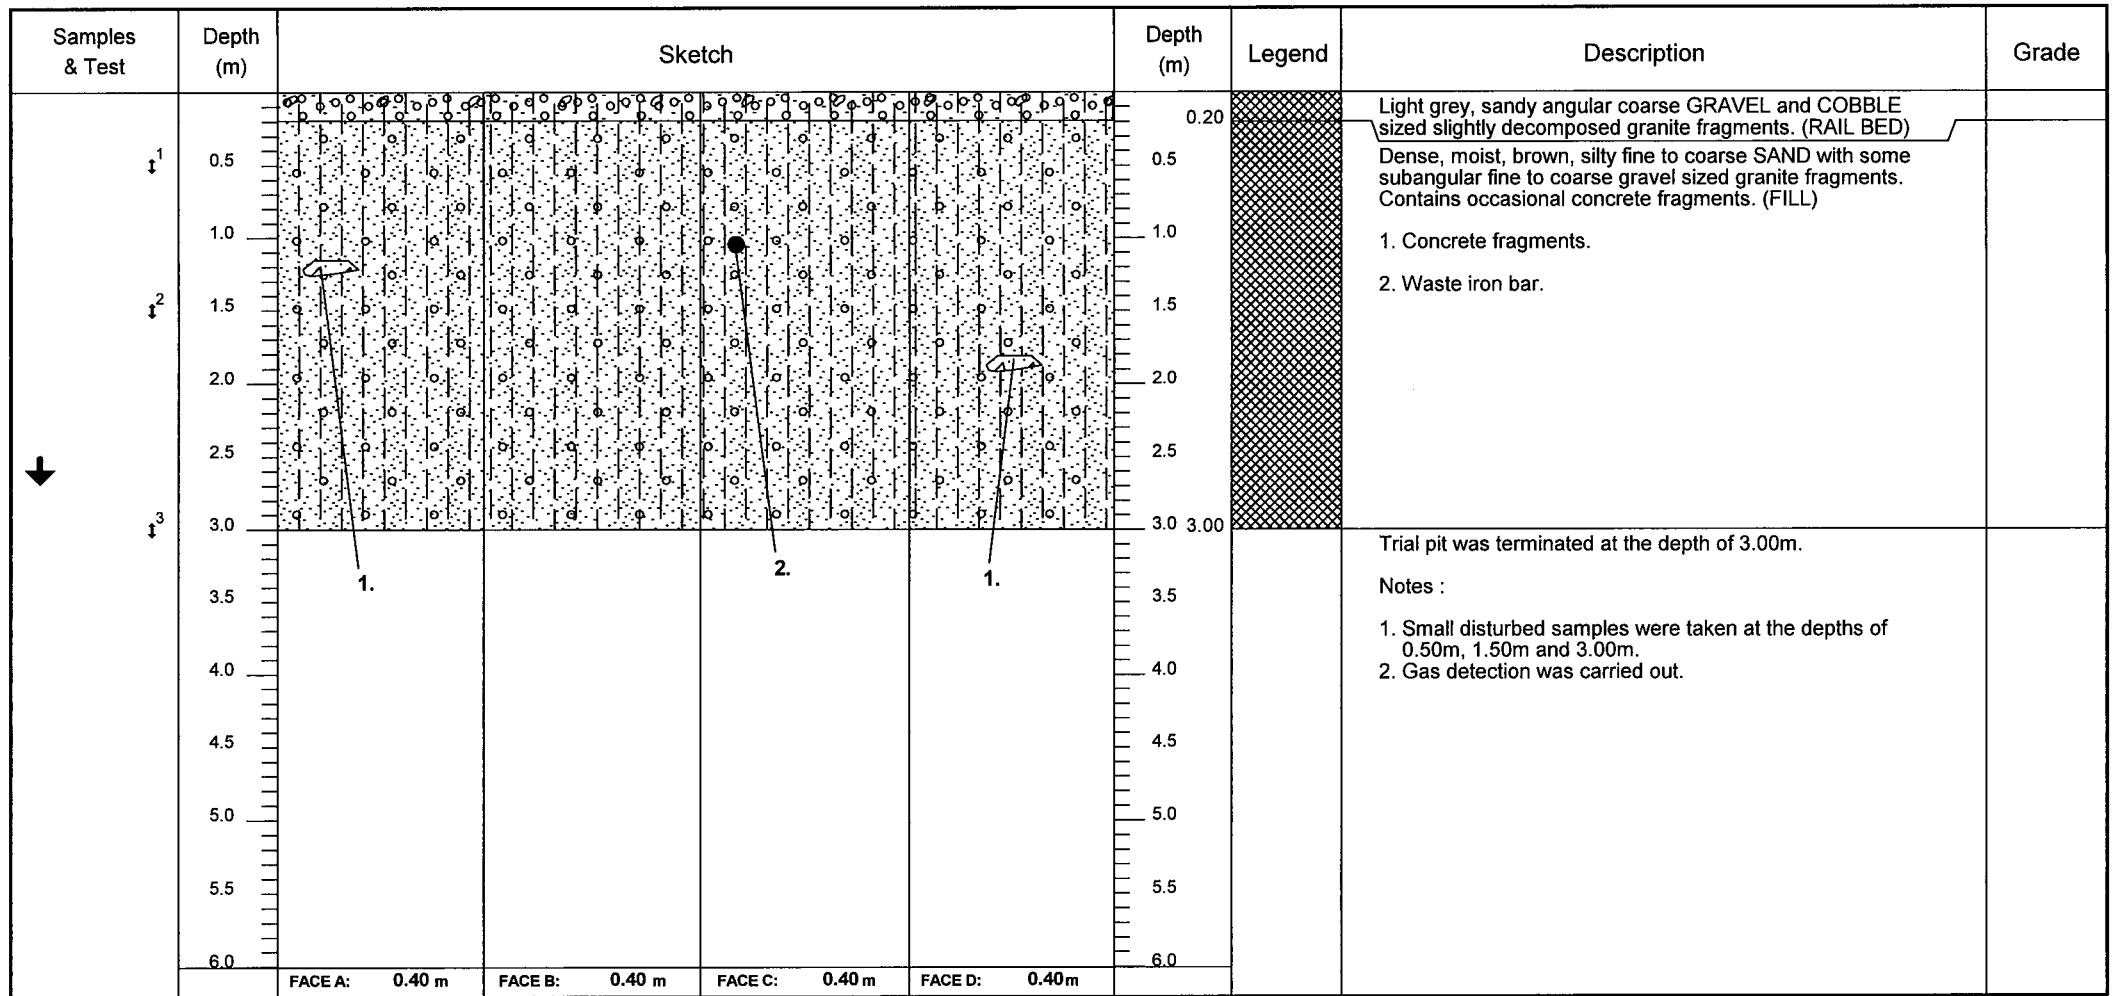 Samples
& Test
Depth
(m)
Sketch
Depth
(m)
Legend
Description
Grade
1
2
3
0.5
1.0
1.5
2.0
2.5
3.0
3.5
4.0
4.5
5.0
5.5
6.0
1.
2.
1.
FACE A: 0.40 m
FACE B: 0.40 m
FACE C: 0.40 m
FACE D: 0.40 m
0.20
0.5
1.0
1.5
2.0
2.5
3.0 3.00
3.5
4.0
4.5
5.0
5.5
6.0
Light grey, sandy angular coarse GRAVEL and COBBLE
sized slightly decomposed granite fragments. (RAIL BED)
Dense, moist, brown, silty fine to coarse SAND with some
subangular fine to coarse gravel sized granite fragments.
Contains occasional concrete fragments. (FILL)
1. Concrete fragments.
2. Waste iron bar.
Trial pit was terminated at the depth of 3.00m.
Notes :
1. Small disturbed samples were taken at the depths of
0.50m, 1.50m and 3.00m.
2. Gas detection was carried out.